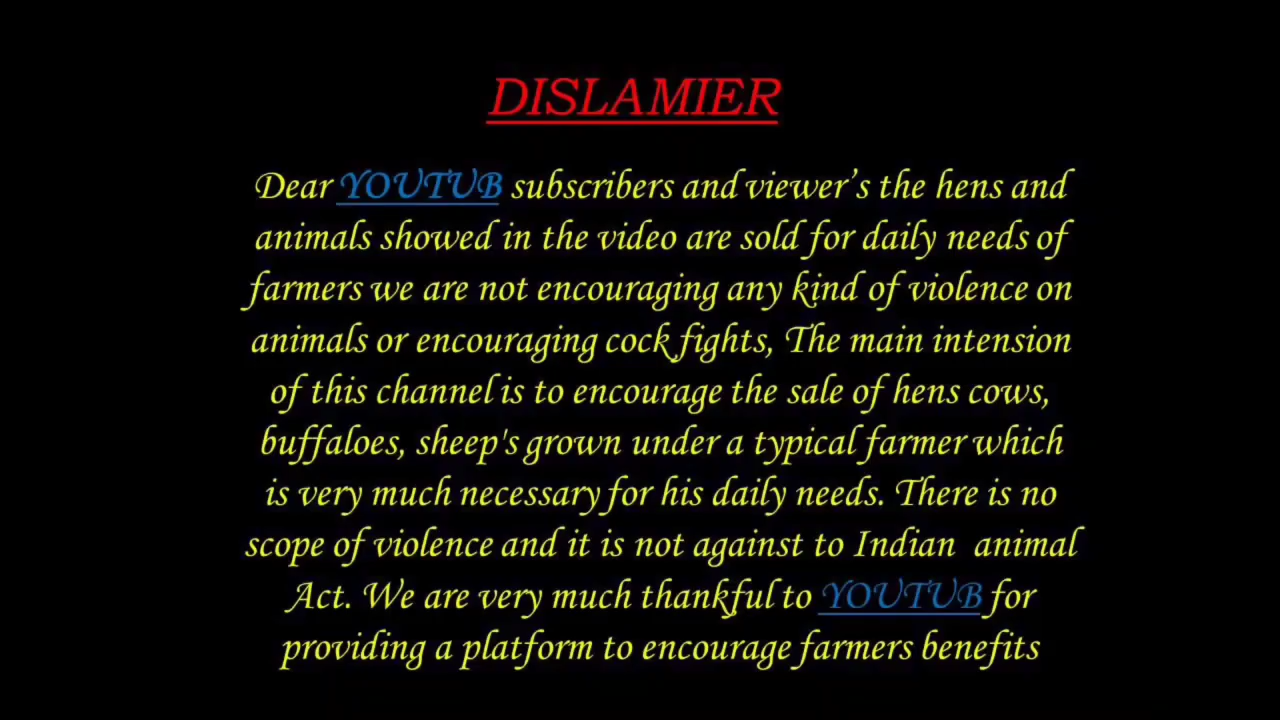 DISLAMIER
Dear YOUTUB subscribers and viewer’s the hens and
animals showed in the video are sold for daily needs of
farmers we are not encouraging any kind of violence on
animals or encouraging cock fights, The main intension
of this channel is to encourage the sale of hens cows,
buffaloes, sheep's grown under a typical farmer which
is very much necessary for his daily needs. There is no
scope of violence and it is not against to Indian  animal
Act. We are very much thankful to YOUTUB for
providing a platform to encourage farmers benefits